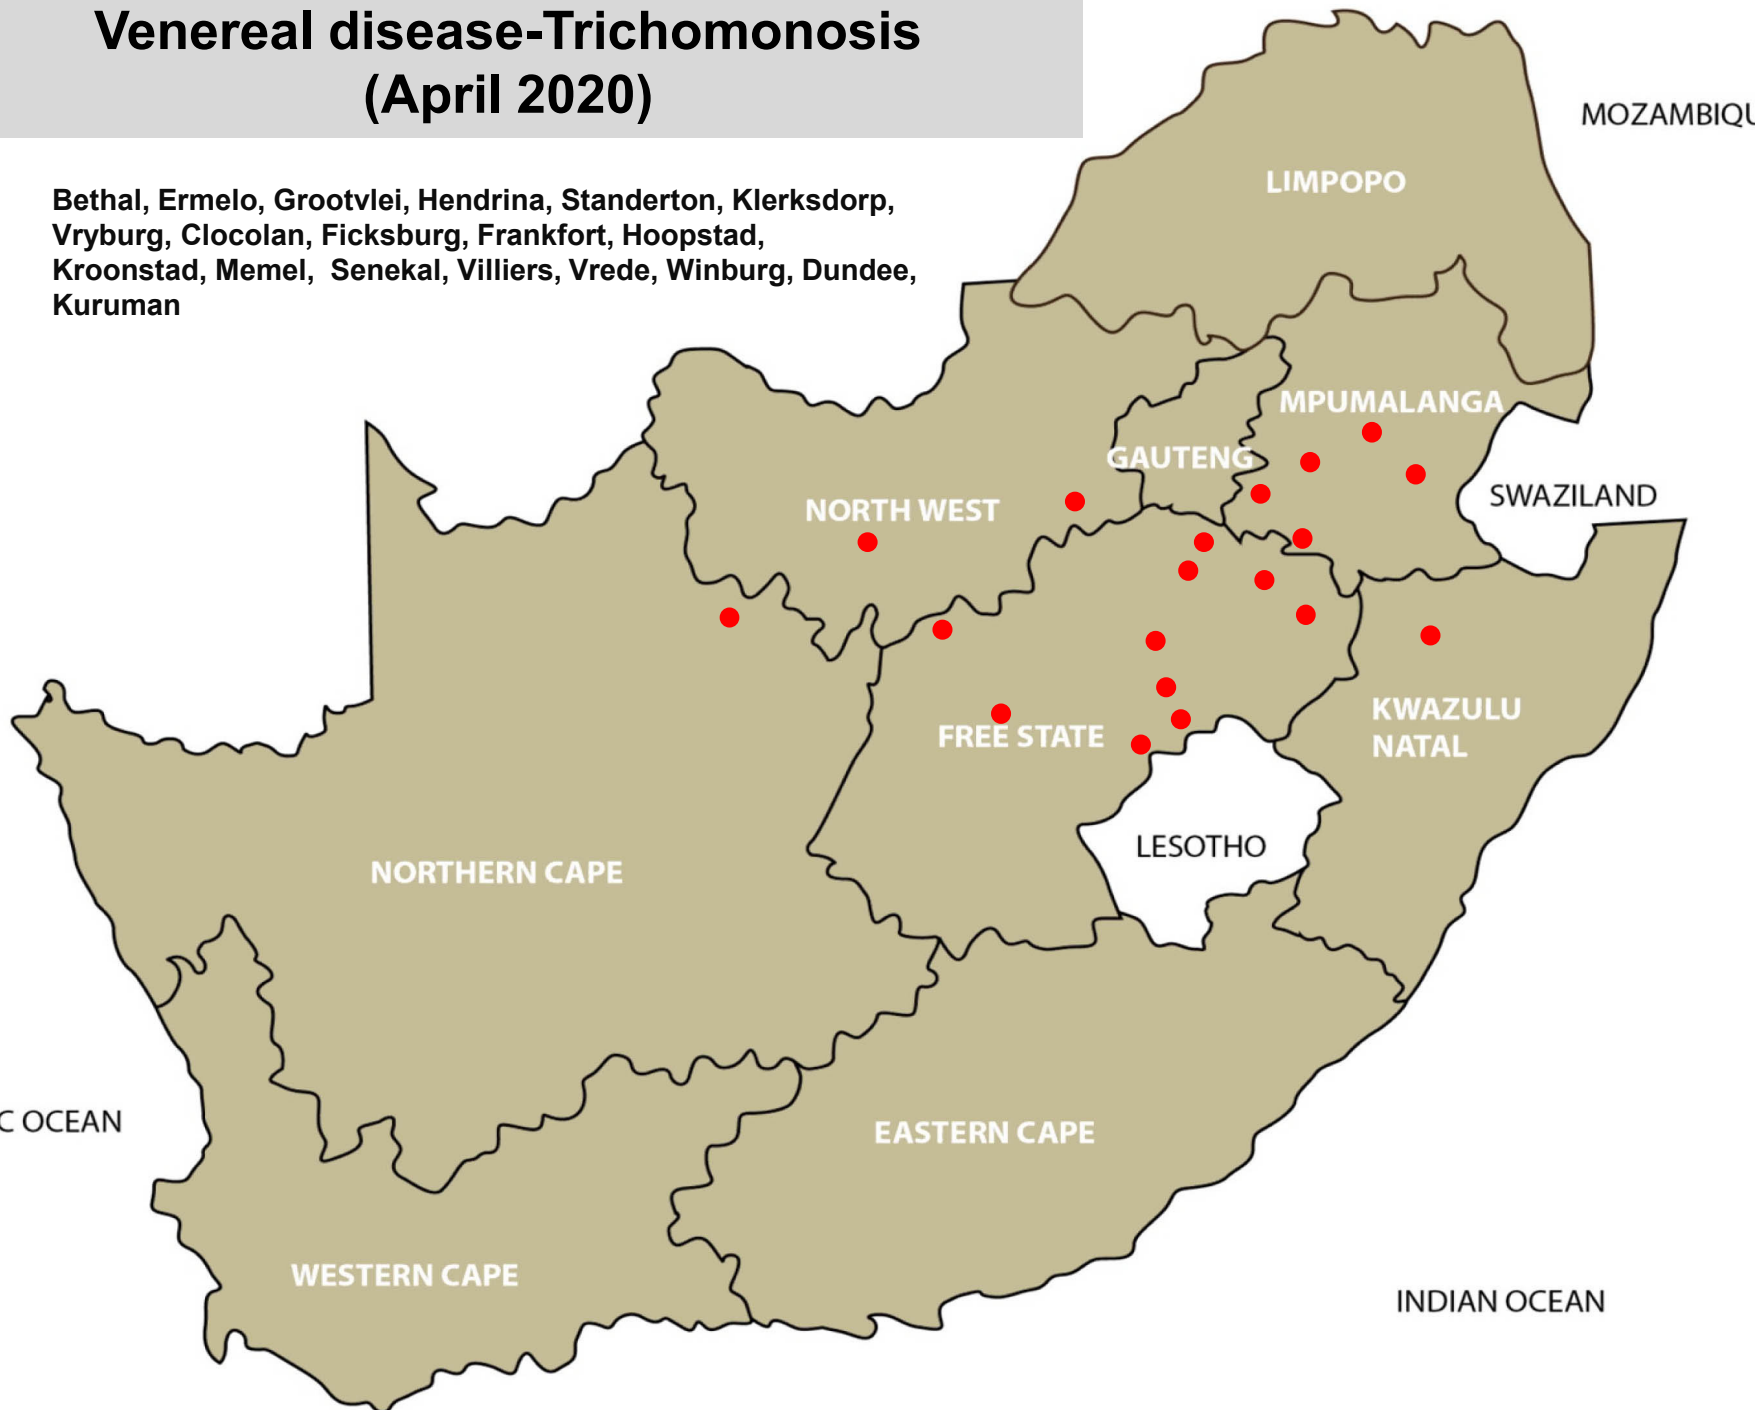 Venereal disease-Trichomonosis
(April 2020)
Bethal, Ermelo, Grootvlei, Hendrina, Standerton, Klerksdorp,
Vryburg, Clocolan, Ficksburg, Frankfort, Hoopstad,
Kroonstad, Memel, Senekal, Villiers, Vrede, Winburg, Dundee,
Kuruman
MOZAMBIQU
LIMPOPO
MPUMALANGA
GAUTENG
NORTH WEST
SWAZILAND
KWAZULU
NATAL
FREE STATE
LESOTHO
NORTHERN CAPE
C OCEAN
EASTERN CAPE
WESTERN CAPE
INDIAN OCEAN